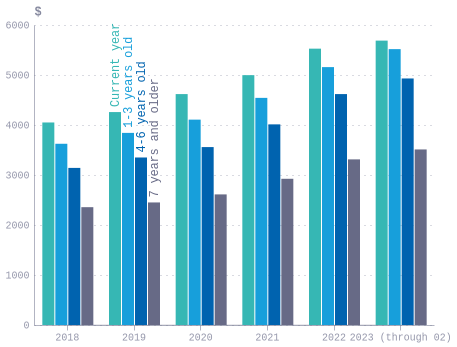 $
6000
5000
4000
3000
2000
1000
0
Current year
1-3 years old
4-6 years old
7 years and older
2018
2019
2020
2021
2022
2023 (through 02)